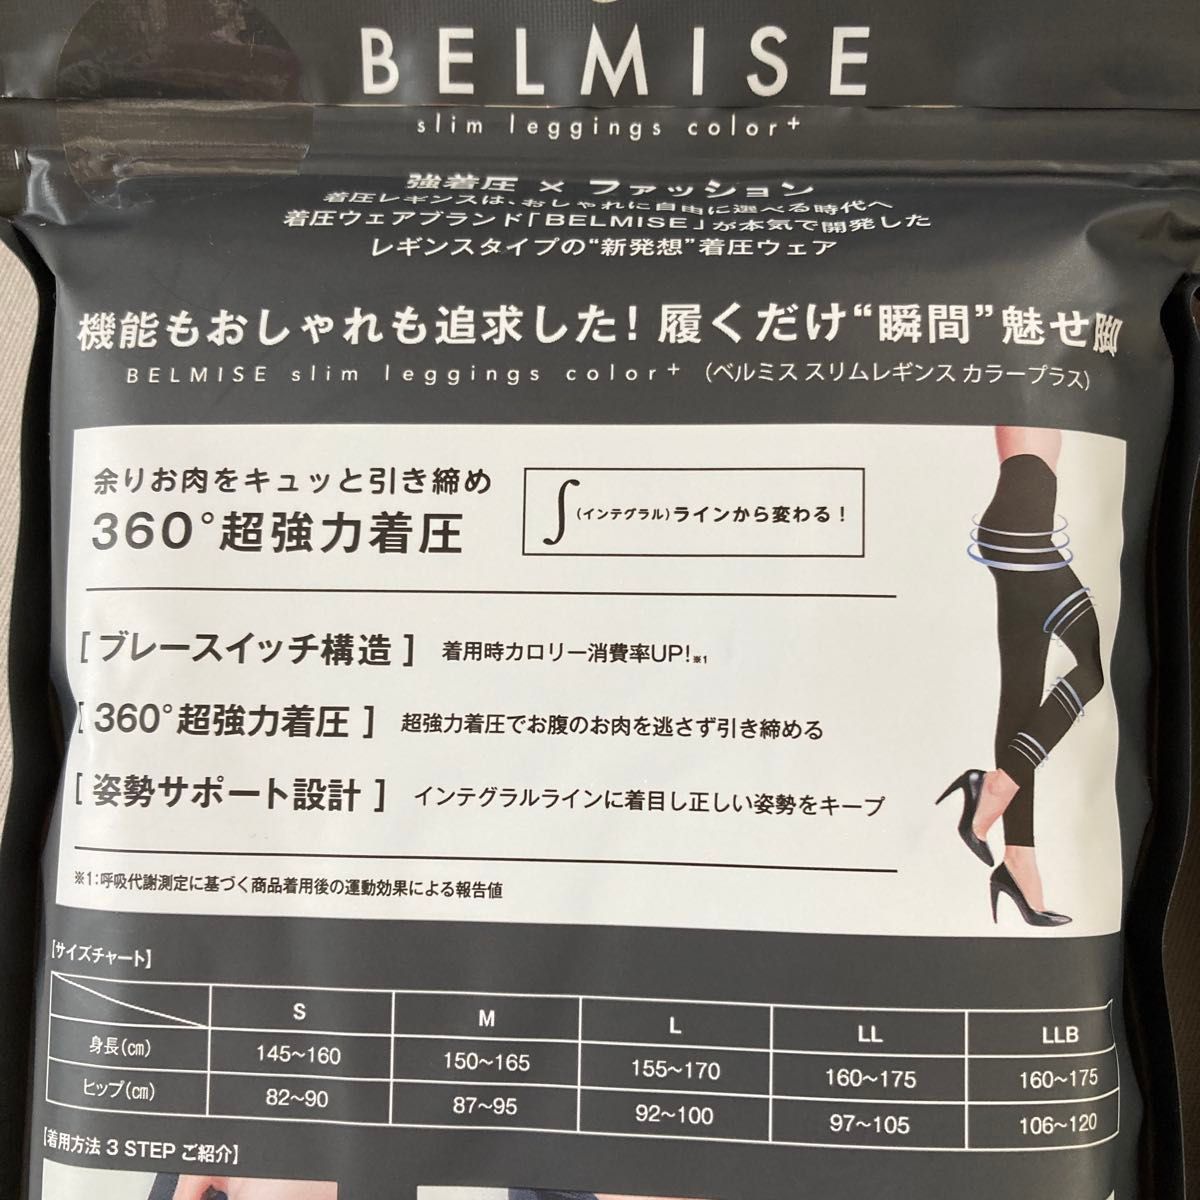 BELMISE
slim leggings color+
強着圧 × ファッション
着圧レギンスは、おしゃれに自由に選べる時代へ
着圧ウェアブランド「BELMISE」が本気で開発した
レギンスタイプの“新発想”着圧ウェア
機能もおしゃれも追求した！履くだけ“瞬間”魅せ脚
BELMISE slim leggings color+ (ベルミス スリムレギンス カラープラス)
余りお肉をキュッと引き締め
360°超強力着圧
∫(インテグラル)ラインから変わる！
[ ブレースイッチ構造 ] 着用時カロリー消費率UP!※1
[ 360°超強力着圧 ] 超強力着圧でお腹のお肉を逃さず引き締める
[ 姿勢サポート設計 ] インテグラルラインに着目し正しい姿勢をキープ
※1:呼吸代謝測定に基づく商品着用後の運動効果による報告値
【サイズチャート】
S M L LL LLB
身長(cm) 145~160 150~165 155~170 160~175 160~175
ヒップ(cm) 82~90 87~95 92~100 97~105 106~120
【着用方法 3 STEP ご紹介】